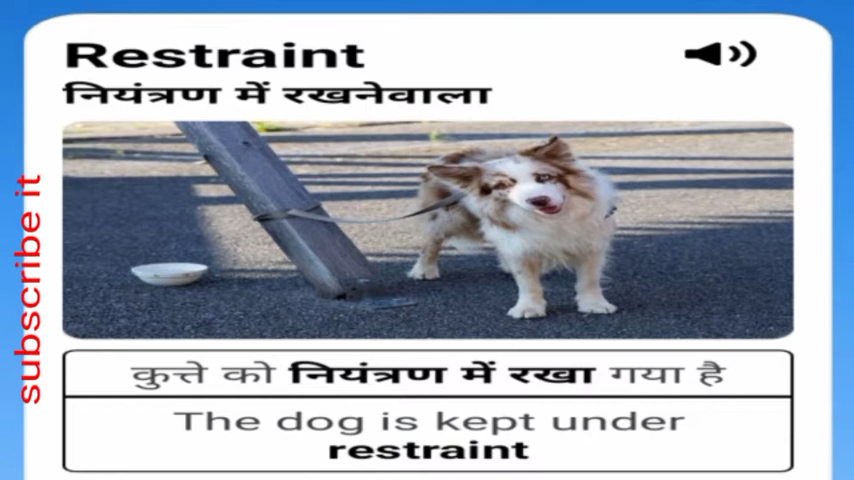 Restraint
नियंत्रण में रखनेवाला
subscribe it
कुत्ते को नियंत्रण में रखा गया है
The dog is kept under
restraint